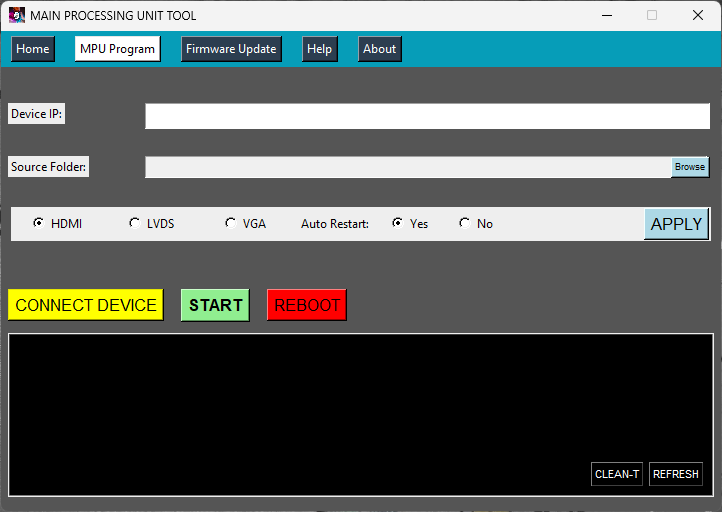 MAIN PROCESSING UNIT TOOL
Home MPU Program Firmware Update Help About
Device IP:
Source Folder: Browse
HDMI LVDS VGA Auto Restart: Yes No APPLY
CONNECT DEVICE START REBOOT
CLEAN-T REFRESH